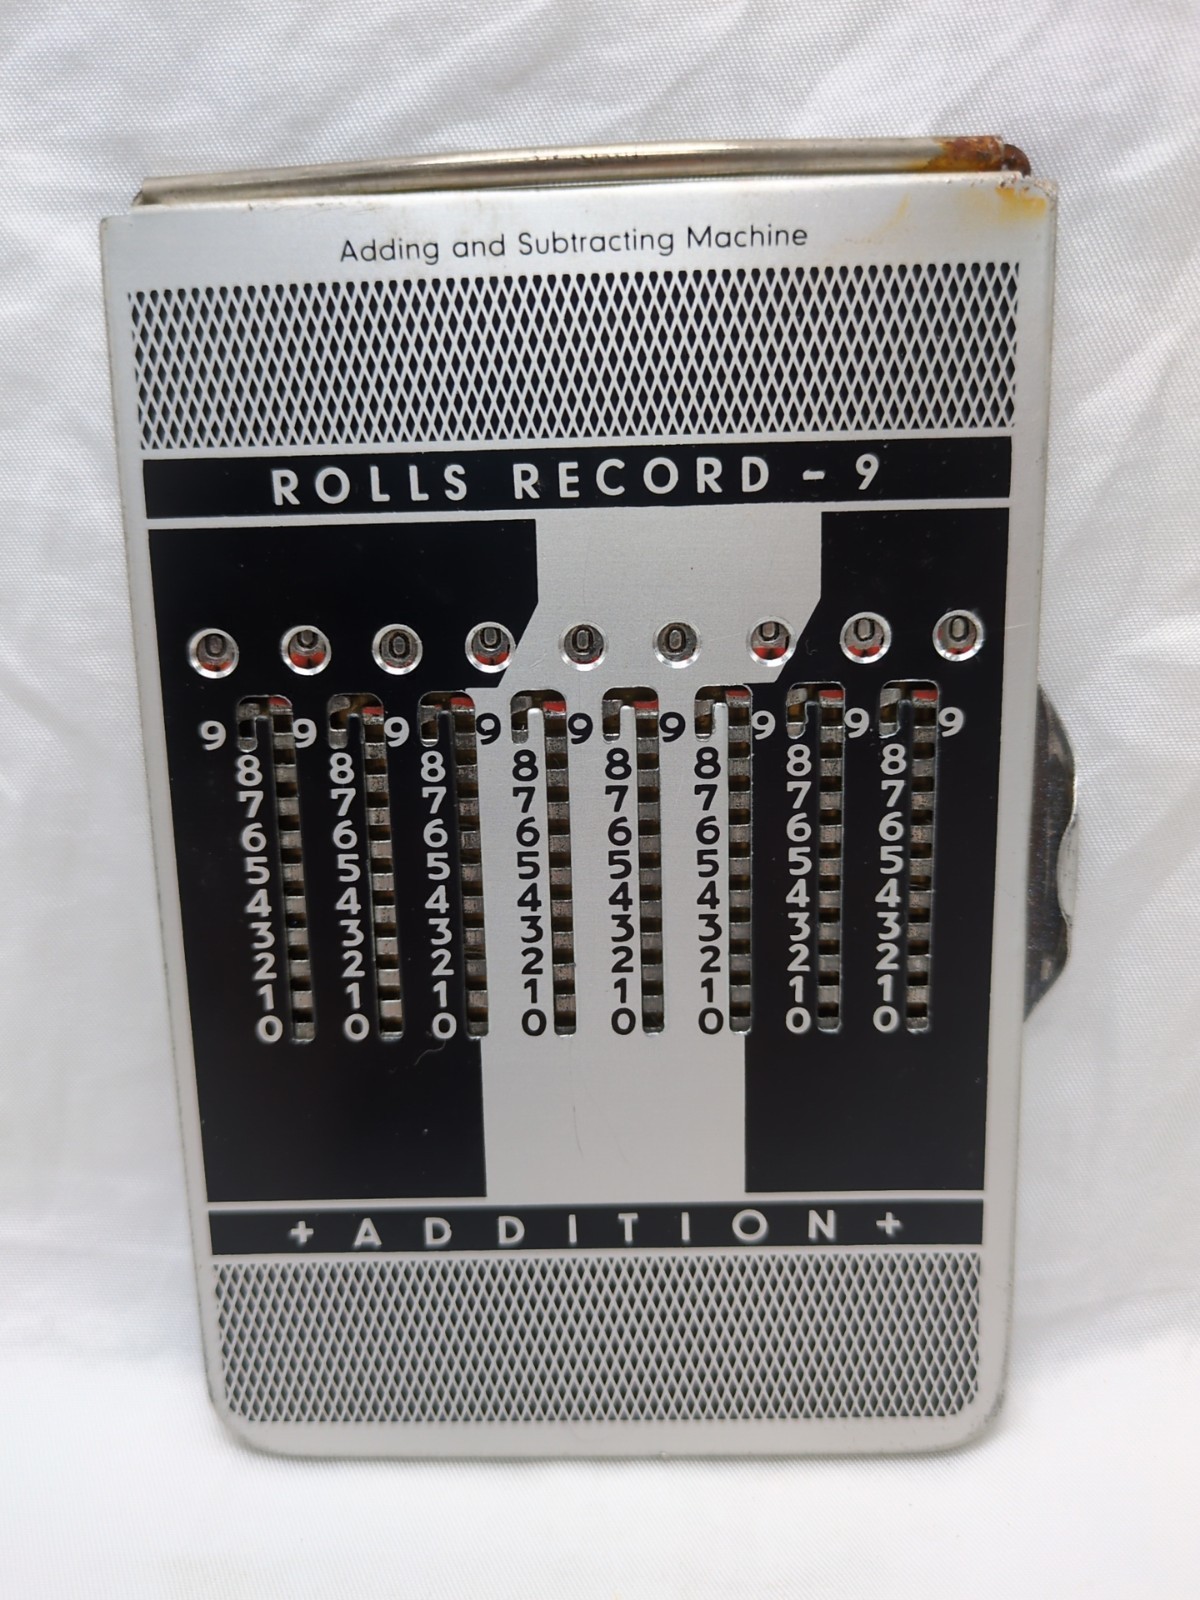 Adding and Subtracting Machine
ROLLS RECORD - 9
0 0 0 0 0 0 0 0 0
9 9 9 9 9 9 9 9 9
8 8 8 8 8 8 8 8
7 7 7 7 7 7 7 7
6 6 6 6 6 6 6 6
5 5 5 5 5 5 5 5
4 4 4 4 4 4 4 4
3 3 3 3 3 3 3 3
2 2 2 2 2 2 2 2
1 1 1 1 1 1 1 1
0 0 0 0 0 0 0 0
+ ADDITION +